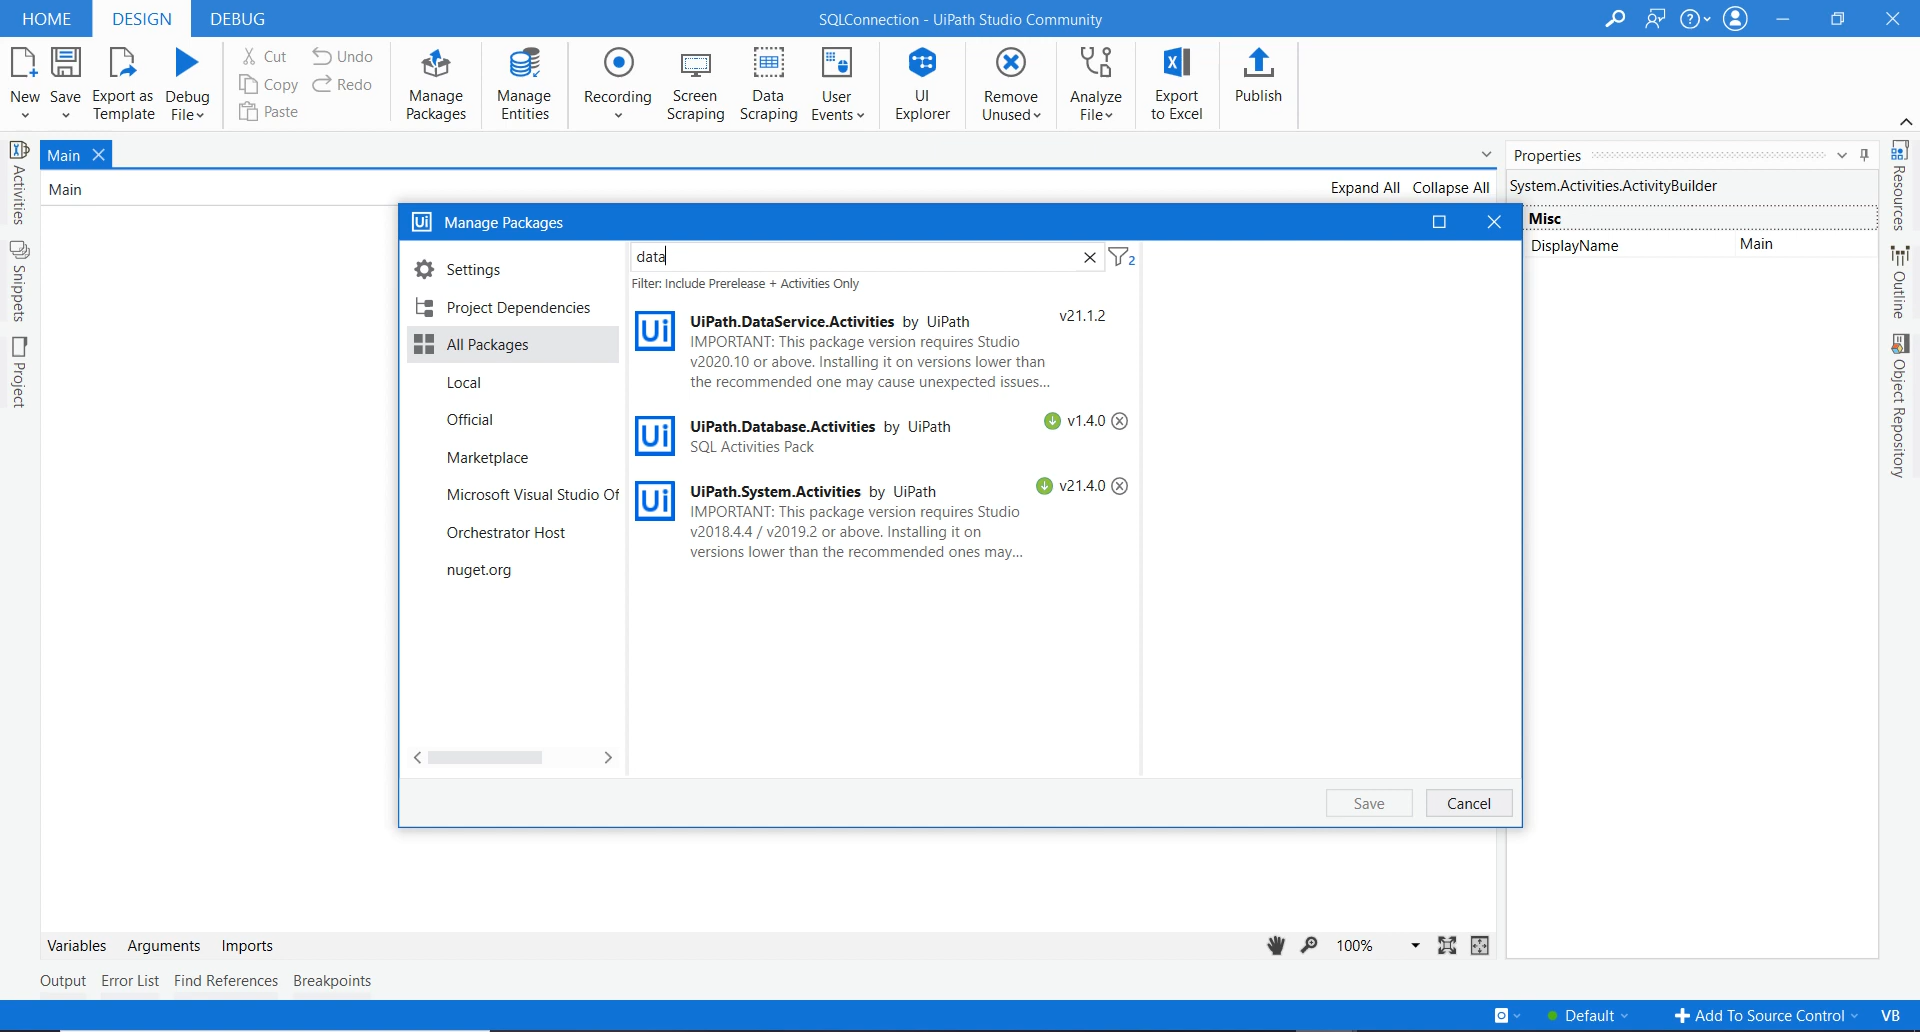 HOME DESIGN DEBUG SQLConnection - UiPath Studio Community
New Save Export as Template Debug File
Cut Undo
Copy Redo
Paste
Manage Packages Manage Entities Recording Screen Scraping Data Scraping User Events UI Explorer Remove Unused Analyze File Export to Excel Publish
Activities
Snippets
Project
Main
Main Expand All Collapse All
Properties
System.Activities.ActivityBuilder
Misc
DisplayName Main
Resources
Outline
Object Repository
Ui Manage Packages
Settings
Project Dependencies
All Packages
Local
Official
Marketplace
Microsoft Visual Studio Of
Orchestrator Host
nuget.org
data
2
Filter: Include Prerelease + Activities Only
Ui
UiPath.DataService.Activities by UiPath v21.1.2
IMPORTANT: This package version requires Studio
v2020.10 or above. Installing it on versions lower than
the recommended one may cause unexpected issues...
Ui
UiPath.Database.Activities by UiPath v1.4.0
SQL Activities Pack
Ui
UiPath.System.Activities by UiPath v21.4.0
IMPORTANT: This package version requires Studio
v2018.4.4 / v2019.2 or above. Installing it on
versions lower than the recommended ones may...
Save Cancel
Variables Arguments Imports 100%
Output Error List Find References Breakpoints
Default Add To Source Control VB